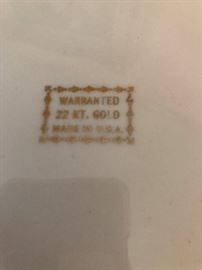 WARRANTED
22 KT. GOLD
MADE IN U.S.A.